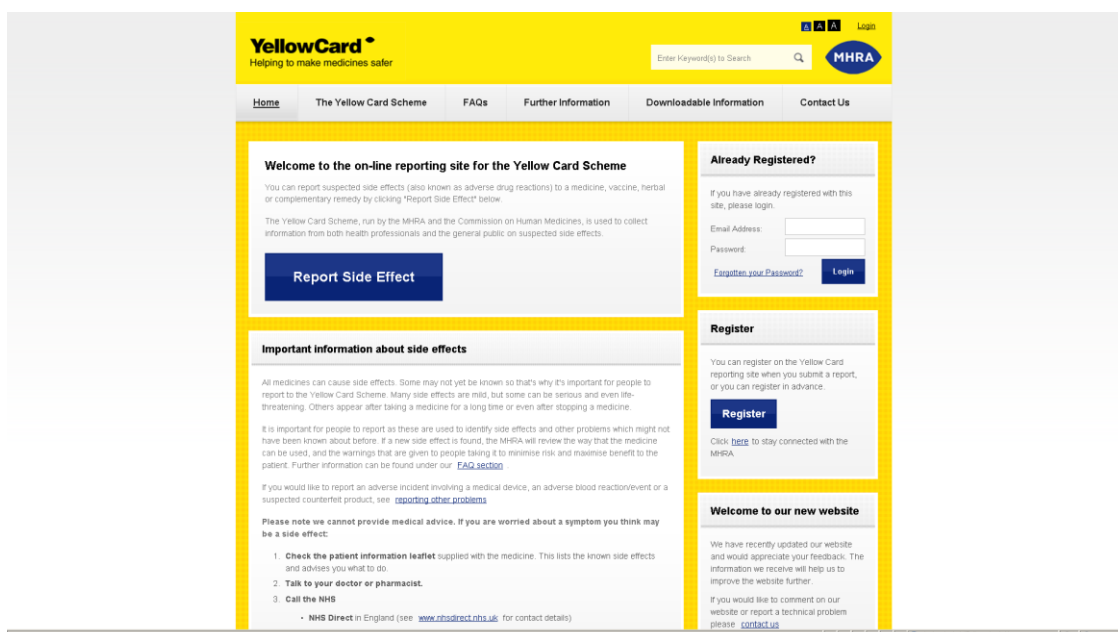 A A A Login
YellowCard
Helping to make medicines safer
Enter Keyword(s) to Search
MHRA
Home The Yellow Card Scheme FAQs Further Information Downloadable Information Contact Us
Welcome to the on-line reporting site for the Yellow Card Scheme
You can report suspected side effects (also known as adverse drug reactions) to a medicine, vaccine, herbal
or complementary remedy by clicking "Report Side Effect" below.
The Yellow Card Scheme, run by the MHRA and the Commission on Human Medicines, is used to collect
information from both health professionals and the general public on suspected side effects.
Report Side Effect
Important information about side effects
All medicines can cause side effects. Some may not yet be known so that's why it's important for people to
report to the Yellow Card Scheme. Many side effects are mild, but some can be serious and even life-
threatening. Others appear after taking a medicine for a long time or even after stopping a medicine.
It is important for people to report as these are used to identify side effects and other problems which might not
have been known about before. If a new side effect is found, the MHRA will review the way that the medicine
can be used, and the warnings that are given to people taking it to minimise risk and maximise benefit to the
patient. Further information can be found under our FAQ section .
If you would like to report an adverse incident involving a medical device, an adverse blood reaction/event or a
suspected counterfeit product, see reporting other problems
Please note we cannot provide medical advice. If you are worried about a symptom you think may
be a side effect:
1. Check the patient information leaflet supplied with the medicine. This lists the known side effects
and advises you what to do.
2. Talk to your doctor or pharmacist.
3. Call the NHS
• NHS Direct in England (see www.nhsdirect.nhs.uk for contact details)
Already Registered?
If you have already registered with this
site, please login.
Email Address:
Password:
Forgotten your Password? Login
Register
You can register on the Yellow Card
reporting site when you submit a report,
or you can register in advance.
Register
Click here to stay connected with the
MHRA
Welcome to our new website
We have recently updated our website
and would appreciate your feedback. The
information we receive will help us to
improve the website further.
If you would like to comment on our
website or report a technical problem
please contact us